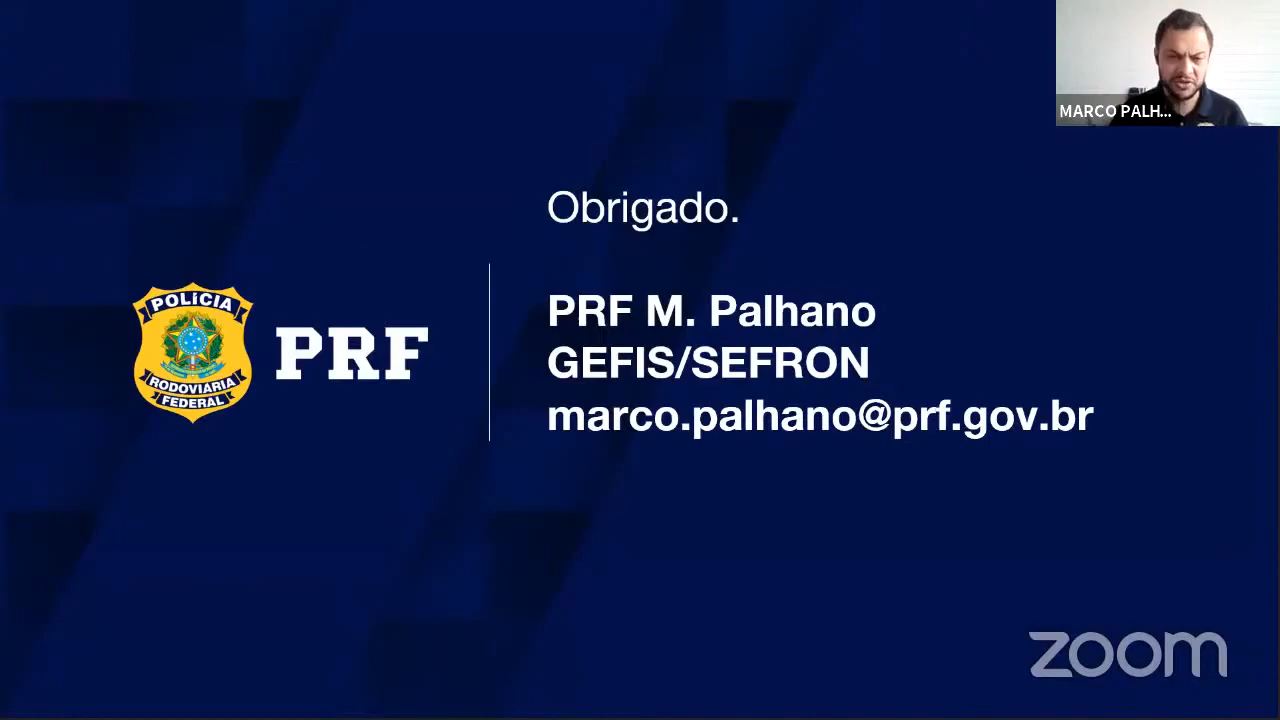 MARCO PALH...
Obrigado.
POLÍCIA
RODOVIÁRIA
FEDERAL
PRF
PRF M. Palhano
GEFIS/SEFRON
marco.palhano@prf.gov.br
zoom